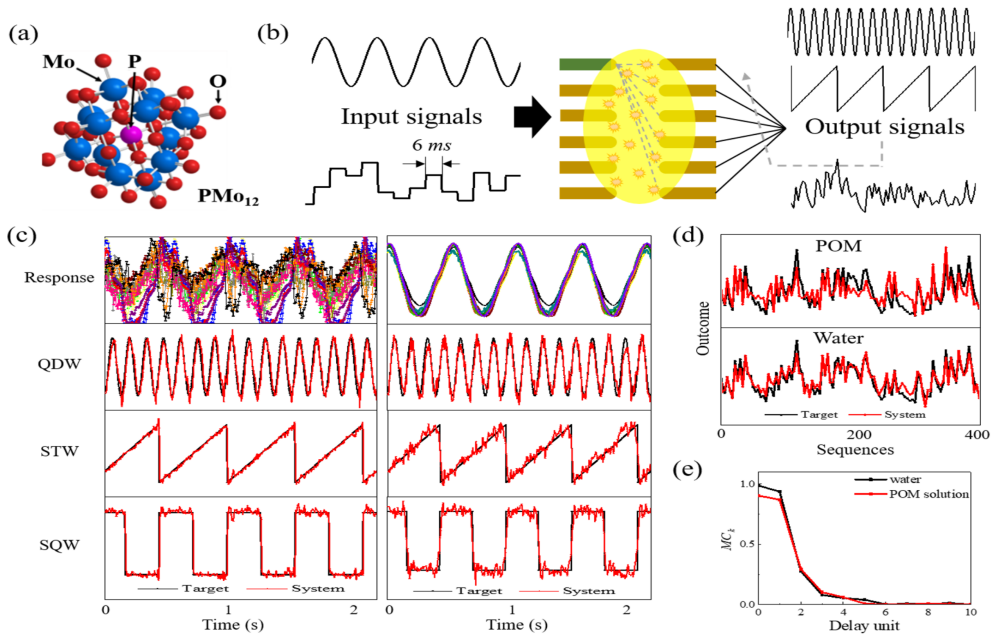 (a)
Mo
P
O
PMo12
(b)
Input signals
6 ms
Output signals
(c)
Response
QDW
STW
SQW
Target
System
Target
System
0
1
2
0
1
2
Time (s)
Time (s)
(d)
POM
Outcome
Water
Target
System
0
200
400
Sequences
(e)
water
POM solution
1.0
0.5
0.0
MCk
0
2
4
6
8
10
Delay unit